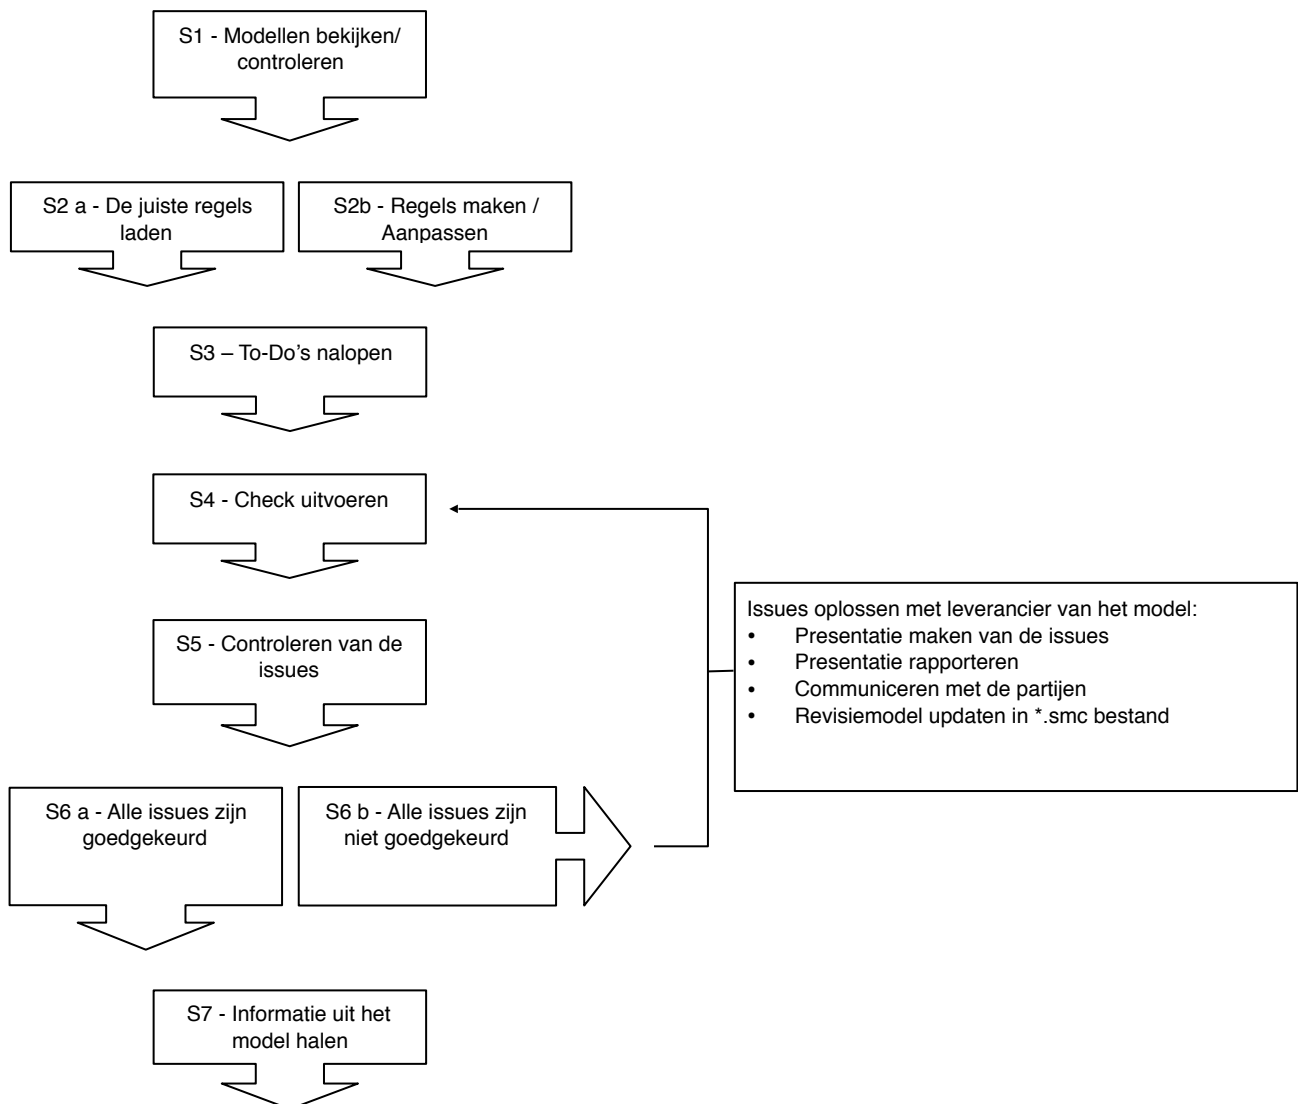 S1 - Modellen bekijken/
controleren
S2 a - De juiste regels
laden
S2b - Regels maken /
Aanpassen
S3 – To-Do’s nalopen
S4 - Check uitvoeren
S5 - Controleren van de
issues
Issues oplossen met leverancier van het model:
• Presentatie maken van de issues
• Presentatie rapporteren
• Communiceren met de partijen
• Revisiemodel updaten in *.smc bestand
S6 a - Alle issues zijn
goedgekeurd
S6 b - Alle issues zijn
niet goedgekeurd
S7 - Informatie uit het
model halen